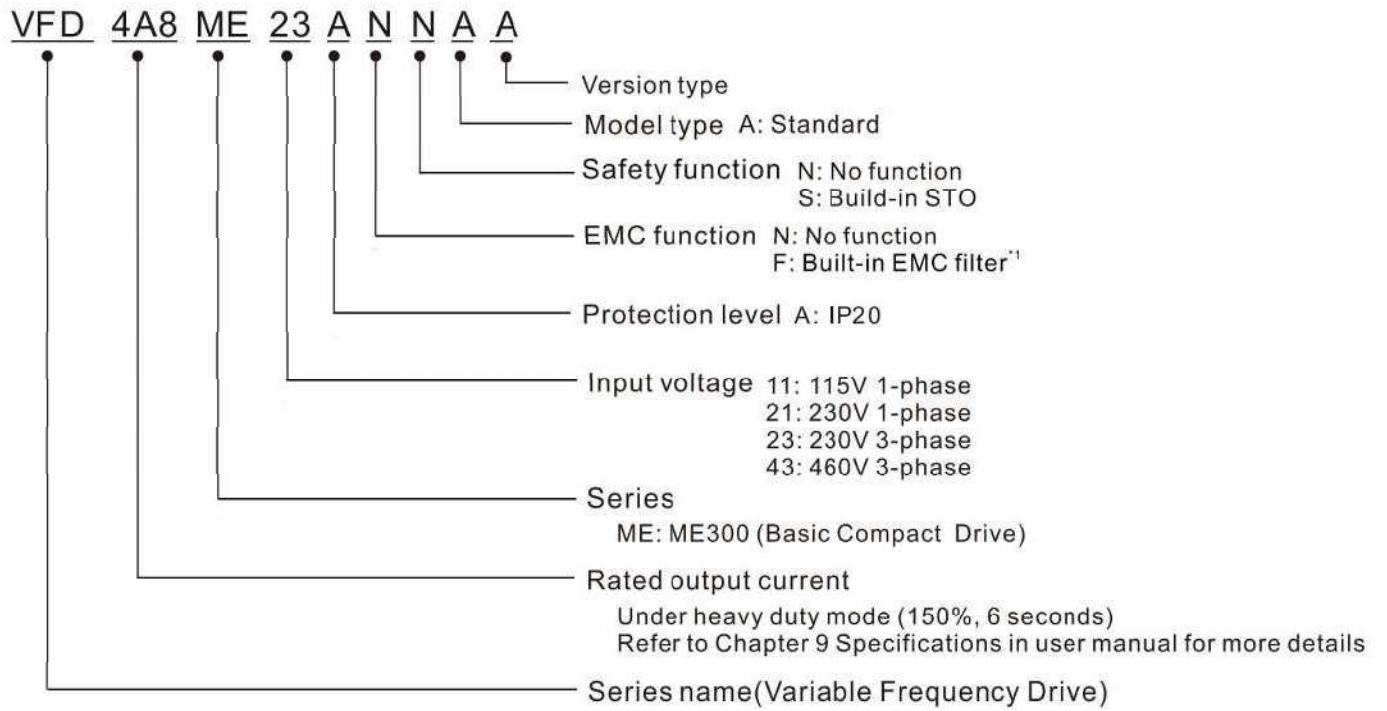 VFD 4A8 ME 23 A N N A A
Version type
Model type A: Standard
Safety function N: No function
S: Build-in STO
EMC function N: No function
F: Built-in EMC filter*1
Protection level A: IP20
Input voltage 11: 115V 1-phase
21: 230V 1-phase
23: 230V 3-phase
43: 460V 3-phase
Series
ME: ME300 (Basic Compact Drive)
Rated output current
Under heavy duty mode (150%, 6 seconds)
Refer to Chapter 9 Specifications in user manual for more details
Series name(Variable Frequency Drive)